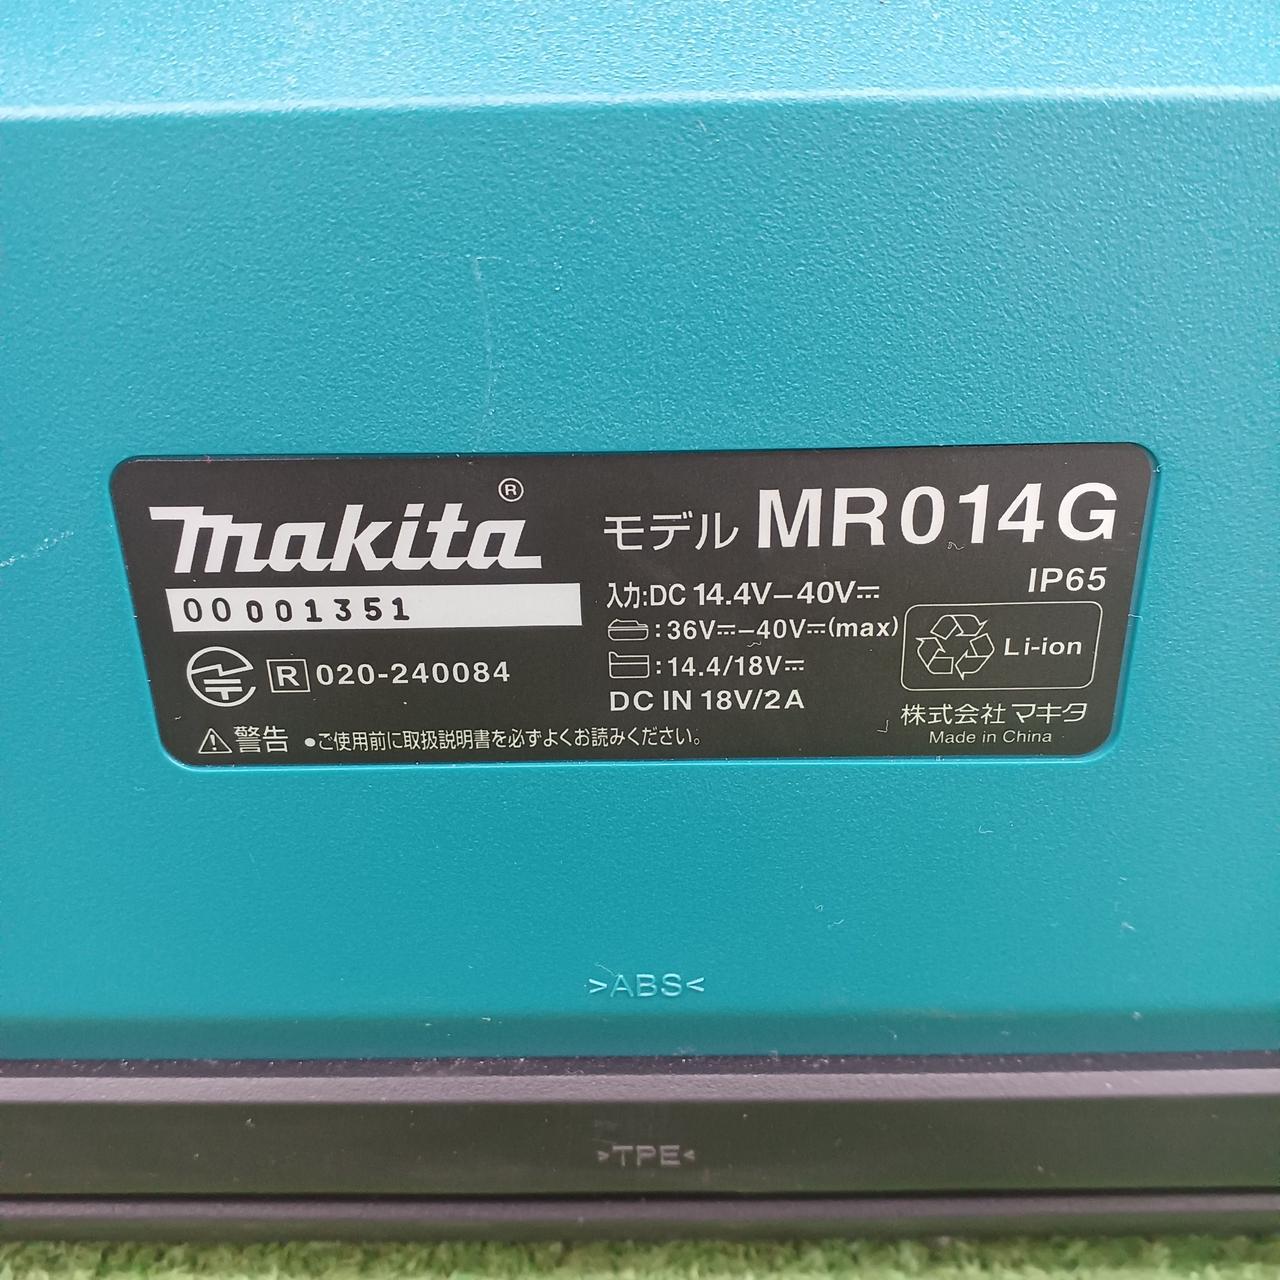 makita®
00 001351
R 020-240084
⚠警告 ●ご使用前に取扱説明書を必ずよくお読みください。
モデル MR014G
IP65
入力:DC 14.4V–40V⎓
:36V⎓–40V⎓(max)
:14.4/18V⎓
DC IN 18V/2A
Li-ion
株式会社 マキタ
Made in China
>ABS<
>TPE<